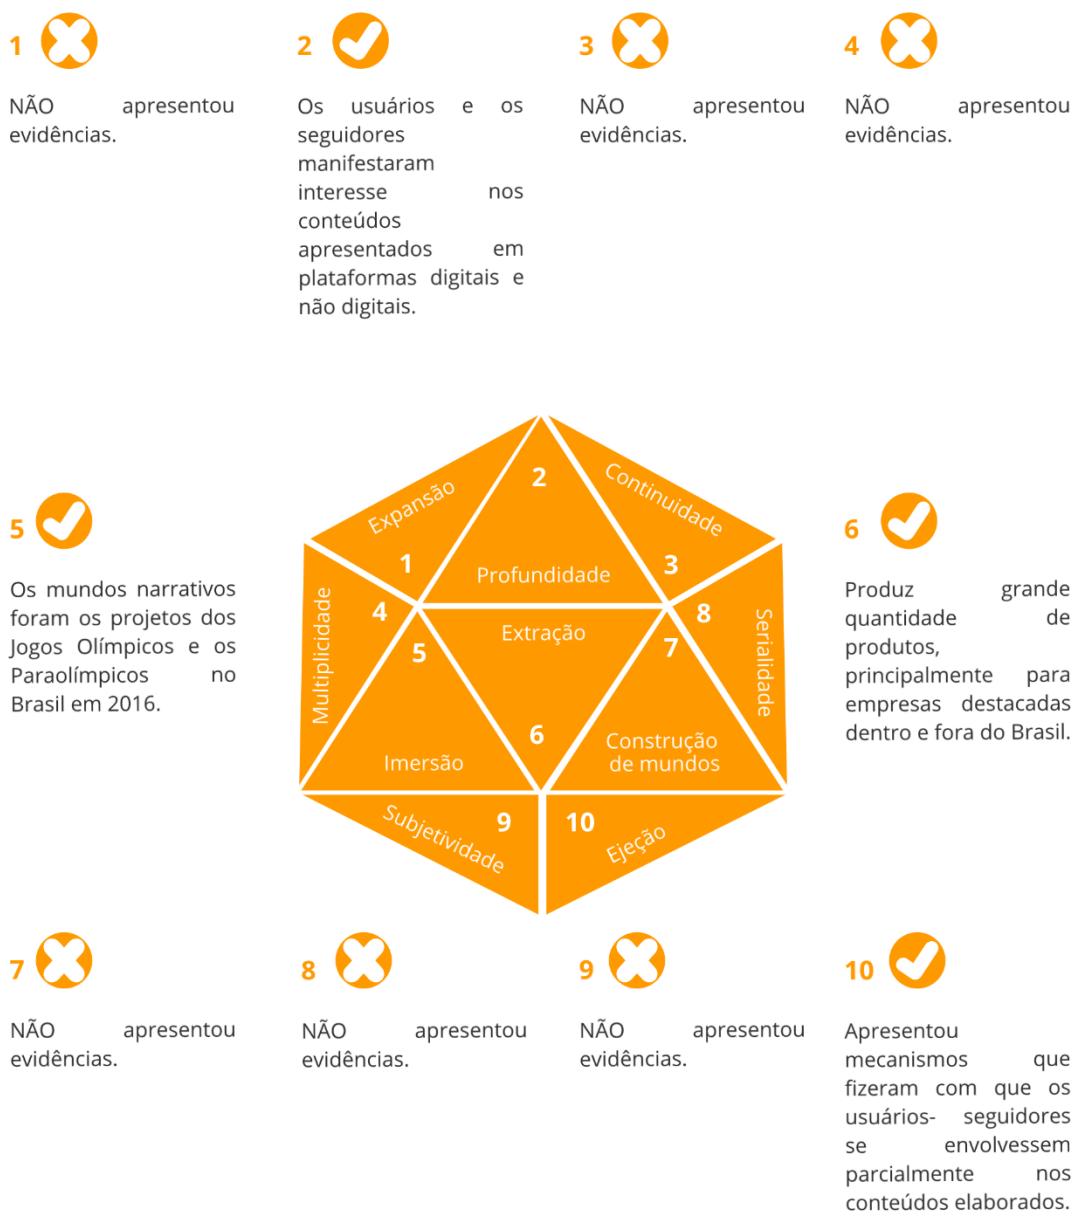 1
NÃO apresentou
evidências.
2
Os usuários e os
seguidores
manifestaram
interesse nos
conteúdos
apresentados em
plataformas digitais e
não digitais.
3
NÃO apresentou
evidências.
4
NÃO apresentou
evidências.
5
Os mundos narrativos
foram os projetos dos
Jogos Olímpicos e os
Paraolímpicos no
Brasil em 2016.
Expansão
1
2
Profundidade
Continuidade
3
Multiplicidade
4
5
Imersão
Extração
6
7
Construção
de mundos
8
Serialidade
Subjetividade
9
10
Ejeção
6
Produz grande
quantidade de
produtos,
principalmente para
empresas destacadas
dentro e fora do Brasil.
7
NÃO apresentou
evidências.
8
NÃO apresentou
evidências.
9
NÃO apresentou
evidências.
10
Apresentou
mecanismos que
fizeram com que os
usuários- seguidores
se envolvessem
parcialmente nos
conteúdos elaborados.